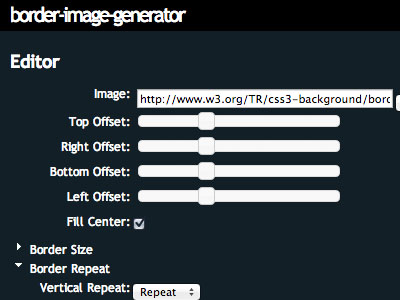 border-image-generator
Editor
Image: http://www.w3.org/TR/css3-background/bord
Top Offset:
Right Offset:
Bottom Offset:
Left Offset:
Fill Center:
Border Size
Border Repeat
Vertical Repeat: Repeat